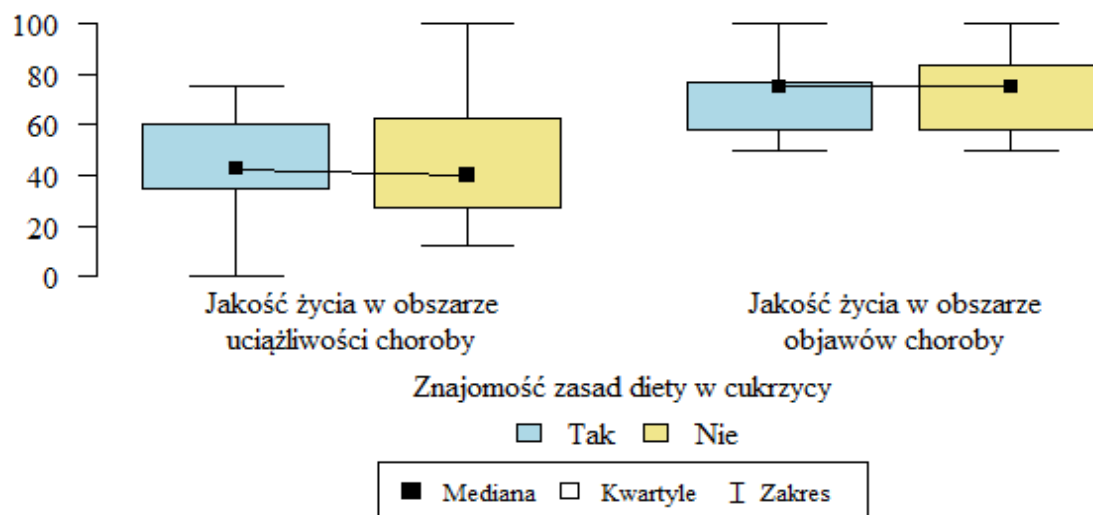 100
80
60
40
20
0
Jakość życia w obszarze
uciążliwości choroby
Jakość życia w obszarze
objawów choroby
Znajomość zasad diety w cukrzycy
Tak Nie
Mediana Kwartyle Zakres